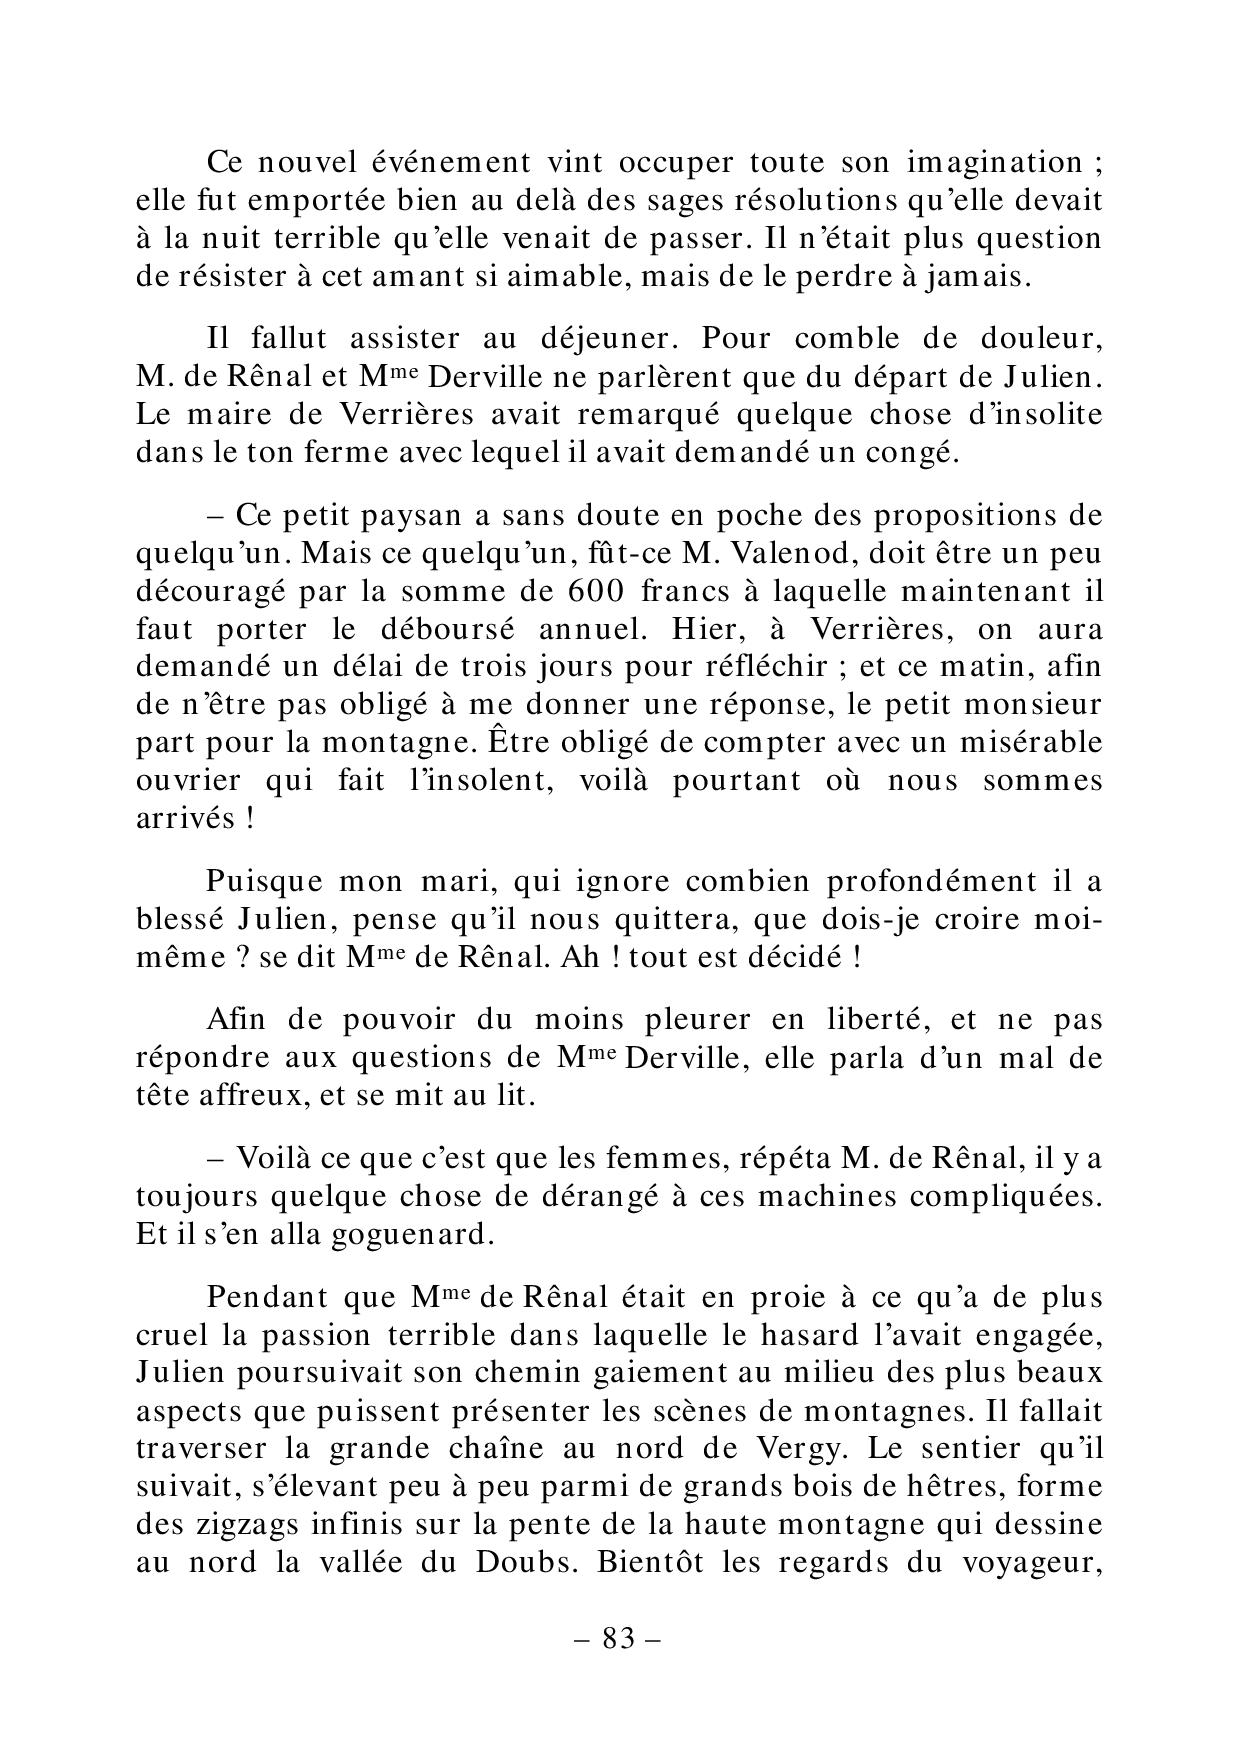 Ce nouvel événement vint occuper toute son imagination ;
elle fut emportée bien au delà des sages résolutions qu’elle devait
à la nuit terrible qu’elle venait de passer. Il n’était plus question
de résister à cet amant si aimable, mais de le perdre à jamais.
Il fallut assister au déjeuner. Pour comble de douleur,
M. de Rênal et Mme Derville ne parlèrent que du départ de Julien.
Le maire de Verrières avait remarqué quelque chose d’insolite
dans le ton ferme avec lequel il avait demandé un congé.
– Ce petit paysan a sans doute en poche des propositions de
quelqu’un. Mais ce quelqu’un, fût-ce M. Valenod, doit être un peu
découragé par la somme de 600 francs à laquelle maintenant il
faut porter le déboursé annuel. Hier, à Verrières, on aura
demandé un délai de trois jours pour réfléchir ; et ce matin, afin
de n’être pas obligé à me donner une réponse, le petit monsieur
part pour la montagne. Être obligé de compter avec un misérable
ouvrier qui fait l’insolent, voilà pourtant où nous sommes
arrivés !
Puisque mon mari, qui ignore combien profondément il a
blessé Julien, pense qu’il nous quittera, que dois-je croire moi-
même ? se dit Mme de Rênal. Ah ! tout est décidé !
Afin de pouvoir du moins pleurer en liberté, et ne pas
répondre aux questions de Mme Derville, elle parla d’un mal de
tête affreux, et se mit au lit.
– Voilà ce que c’est que les femmes, répéta M. de Rênal, il y a
toujours quelque chose de dérangé à ces machines compliquées.
Et il s’en alla goguenard.
Pendant que Mme de Rênal était en proie à ce qu’a de plus
cruel la passion terrible dans laquelle le hasard l’avait engagée,
Julien poursuivait son chemin gaiement au milieu des plus beaux
aspects que puissent présenter les scènes de montagnes. Il fallait
traverser la grande chaîne au nord de Vergy. Le sentier qu’il
suivait, s’élevant peu à peu parmi de grands bois de hêtres, forme
des zigzags infinis sur la pente de la haute montagne qui dessine
au nord la vallée du Doubs. Bientôt les regards du voyageur,
– 83 –